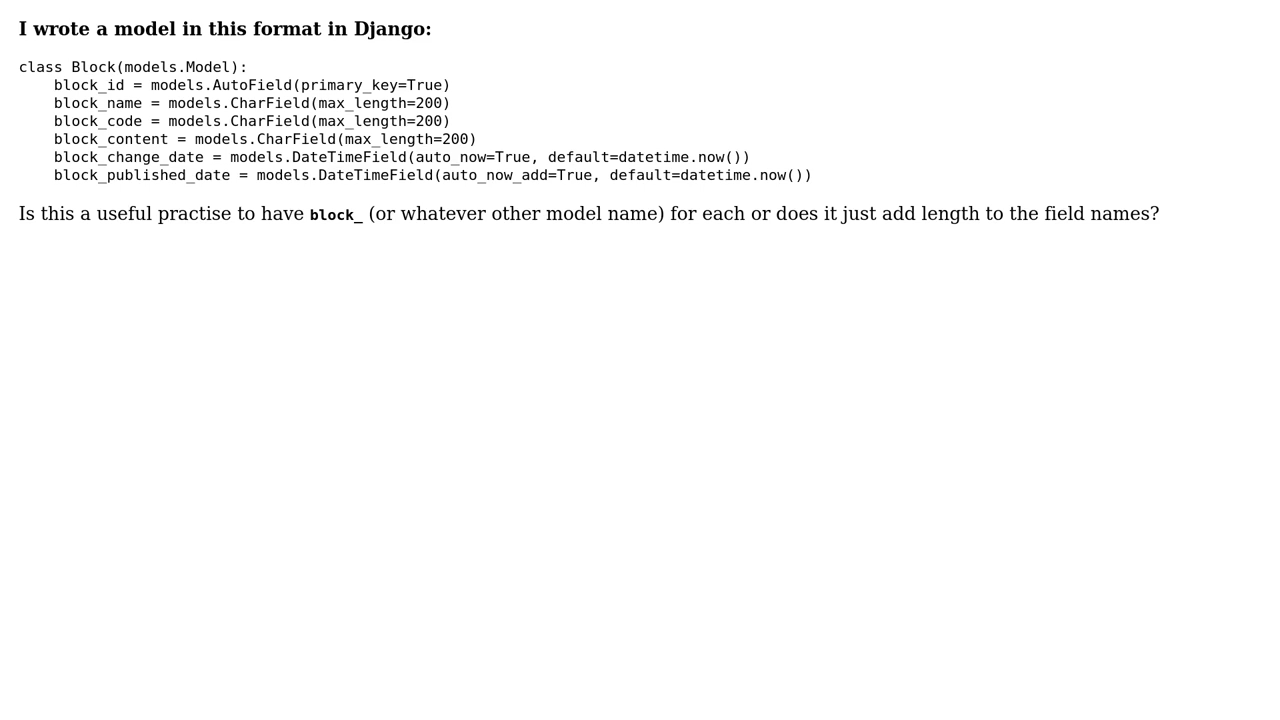 I wrote a model in this format in Django:
class Block(models.Model):
    block_id = models.AutoField(primary_key=True)
    block_name = models.CharField(max_length=200)
    block_code = models.CharField(max_length=200)
    block_content = models.CharField(max_length=200)
    block_change_date = models.DateTimeField(auto_now=True, default=datetime.now())
    block_published_date = models.DateTimeField(auto_now_add=True, default=datetime.now())
Is this a useful practise to have block_ (or whatever other model name) for each or does it just add length to the field names?